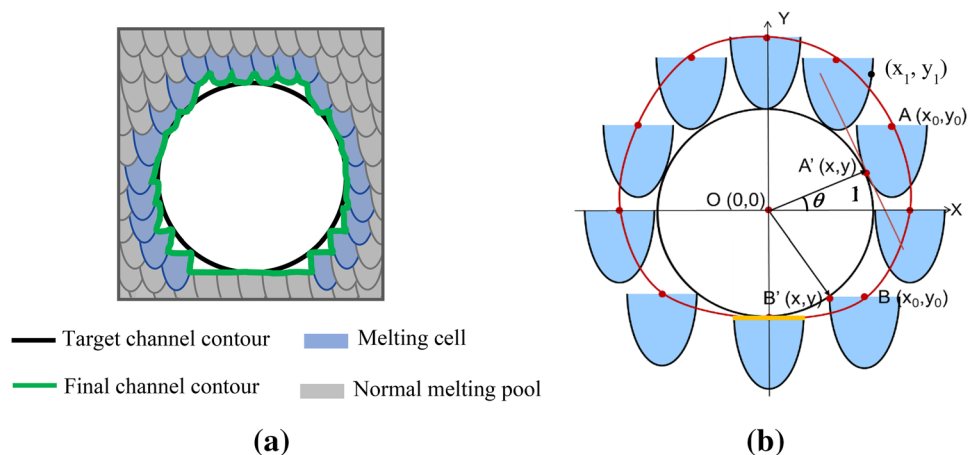 Y
(x₁, y₁)
A (x₀,y₀)
A' (x,y)
O (0,0)
θ
1
X
B' (x,y)
B (x₀,y₀)
Target channel contour
Melting cell
Final channel contour
Normal melting pool
(a)
(b)